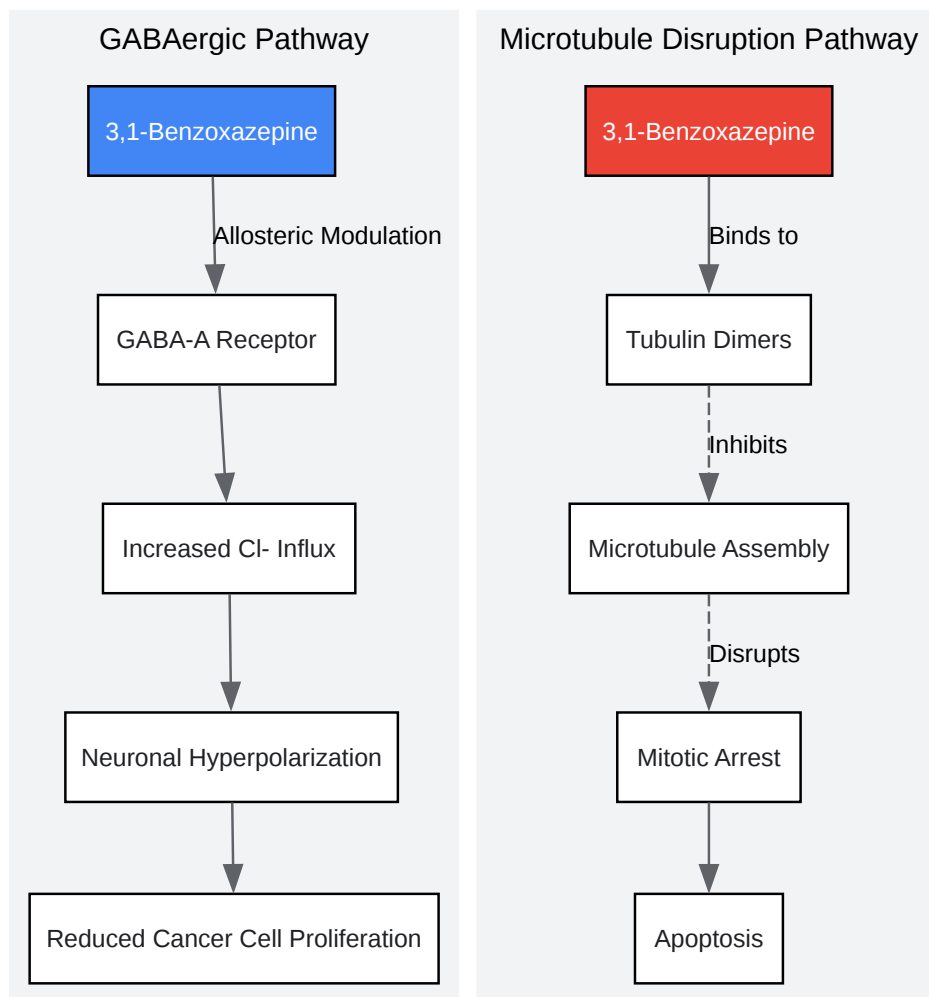 GABAergic Pathway
3,1-Benzoxazepine
Allosteric Modulation
GABA-A Receptor
Increased Cl- Influx
Neuronal Hyperpolarization
Reduced Cancer Cell Proliferation
Microtubule Disruption Pathway
3,1-Benzoxazepine
Binds to
Tubulin Dimers
Inhibits
Microtubule Assembly
Disrupts
Mitotic Arrest
Apoptosis